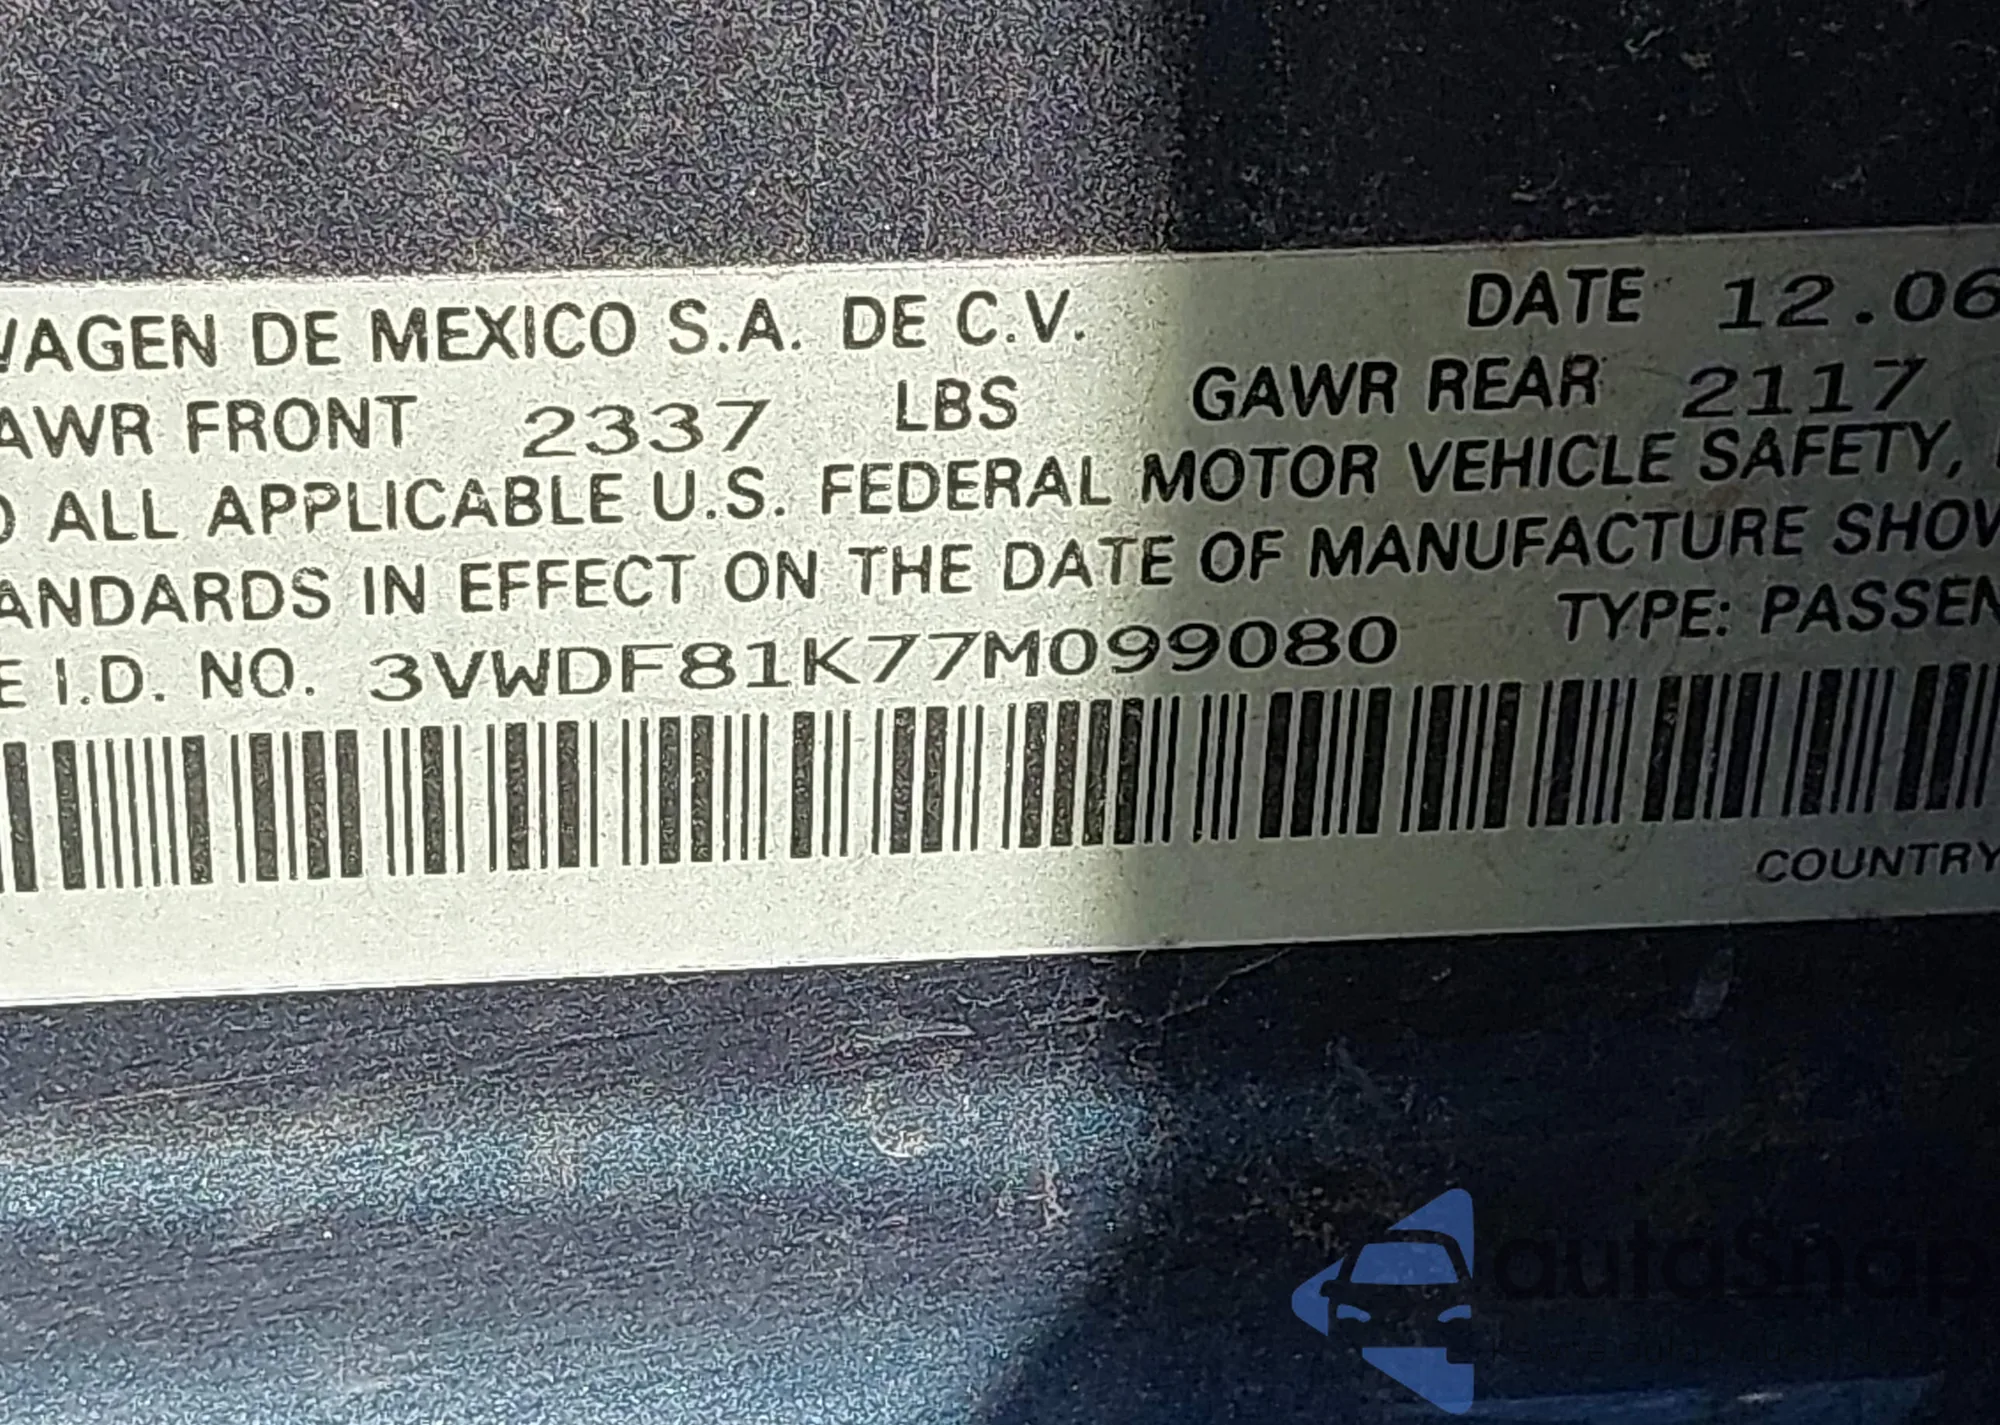 WAGEN DE MEXICO S.A. DE C.V. DATE 12.06
AWR FRONT 2337 LBS GAWR REAR 2117
O ALL APPLICABLE U.S. FEDERAL MOTOR VEHICLE SAFETY,
ANDARDS IN EFFECT ON THE DATE OF MANUFACTURE SHOW
E I.D. NO. 3VWDF81K77M099080 TYPE: PASSEN
COUNTRY
autoSnap